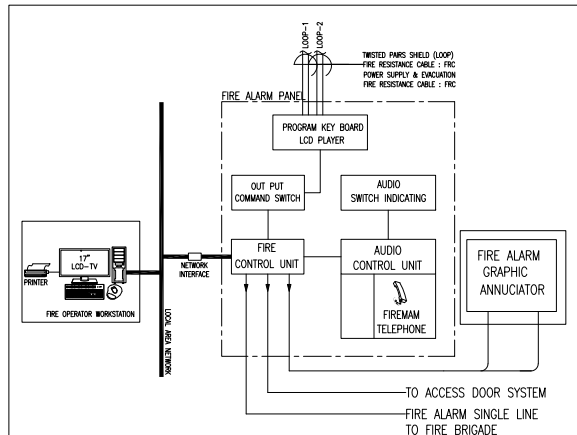 LOOP-1
LOOP-2
TWISTED PAIRS SHIELD (LOOP)
FIRE RESISTANCE CABLE : FRC
POWER SUPPLY & EVACUATION
FIRE RESISTANCE CABLE : FRC
FIRE ALARM PANEL
PROGRAM KEY BOARD
LCD PLAYER
OUT PUT
COMMAND SWITCH
AUDIO
SWITCH INDICATING
17"
LCD-TV
PRINTER
FIRE OPERATOR WORKSTATION
NETWORK
INTERFACE
LOCAL AREA NETWORK
FIRE
CONTROL UNIT
AUDIO
CONTROL UNIT
FIREMAM
TELEPHONE
FIRE ALARM
GRAPHIC
ANNUCIATOR
TO ACCESS DOOR SYSTEM
FIRE ALARM SINGLE LINE
TO FIRE BRIGADE